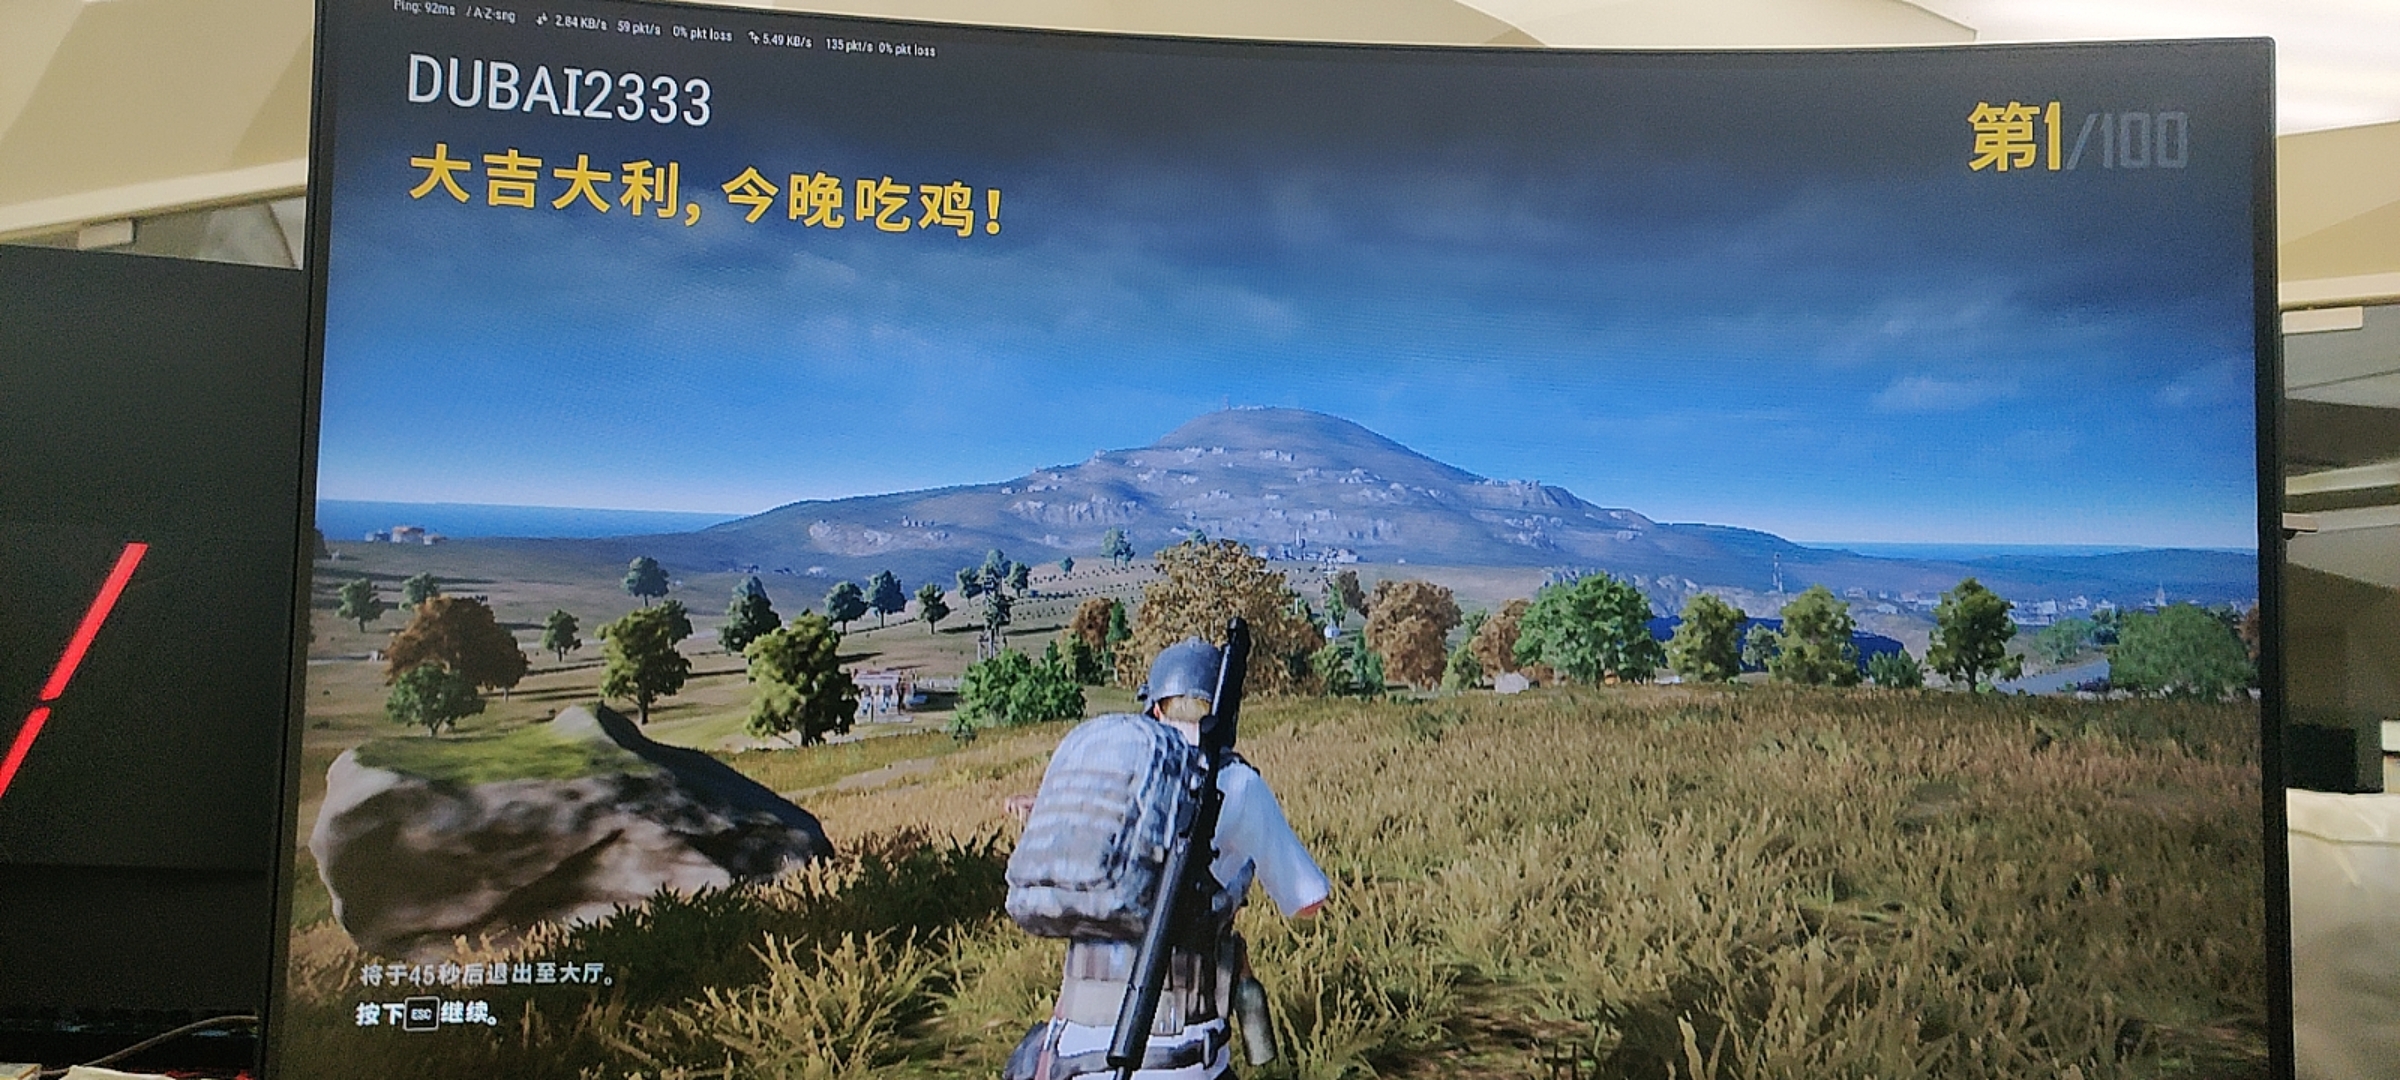 Ping: 92ms / A-Z-sng 2.84 KB/s 59 pkt/s 0% pkt loss 5.49 KB/s 135 pkt/s 0% pkt loss
DUBAI2333
第1/100
大吉大利, 今晚吃鸡!
将于45秒后退出至大厅。
按下ESC继续。